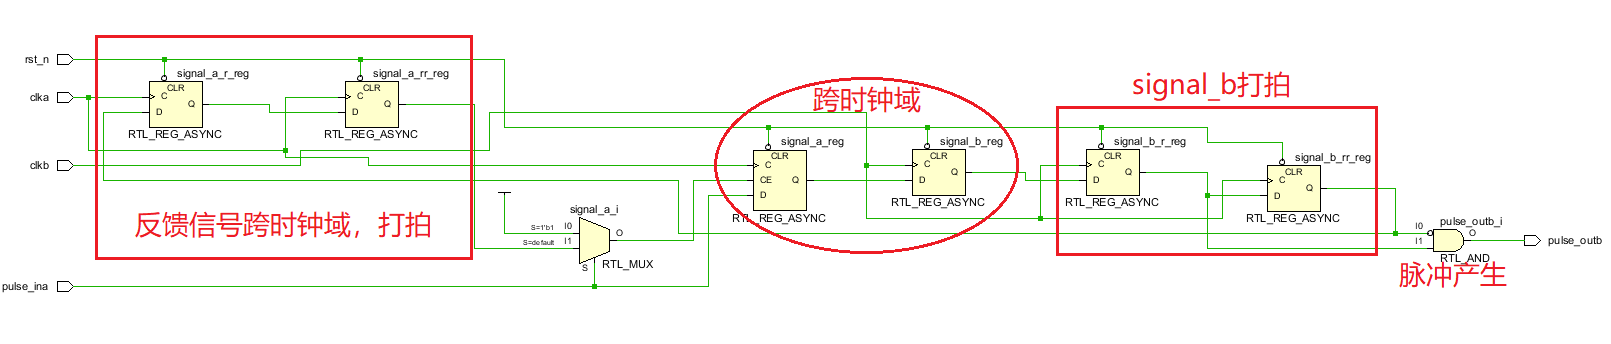 rst_n
clka
clkb
pulse_ina
signal_a_r_reg
CLR
C
Q
D
RTL_REG_ASYNC
signal_a_rr_reg
CLR
C
Q
D
RTL_REG_ASYNC
反馈信号跨时钟域，打拍
signal_a_i
S=1'b1
I0
S=default
I1
O
S
RTL_MUX
跨时钟域
signal_a_reg
CLR
C
CE
Q
D
RTL_REG_ASYNC
signal_b_reg
CLR
C
Q
D
RTL_REG_ASYNC
signal_b打拍
signal_b_r_reg
CLR
C
Q
D
RTL_REG_ASYNC
signal_b_rr_reg
CLR
C
Q
D
RTL_REG_ASYNC
pulse_outb_i
I0
I1
O
RTL_AND
脉冲产生
pulse_outb